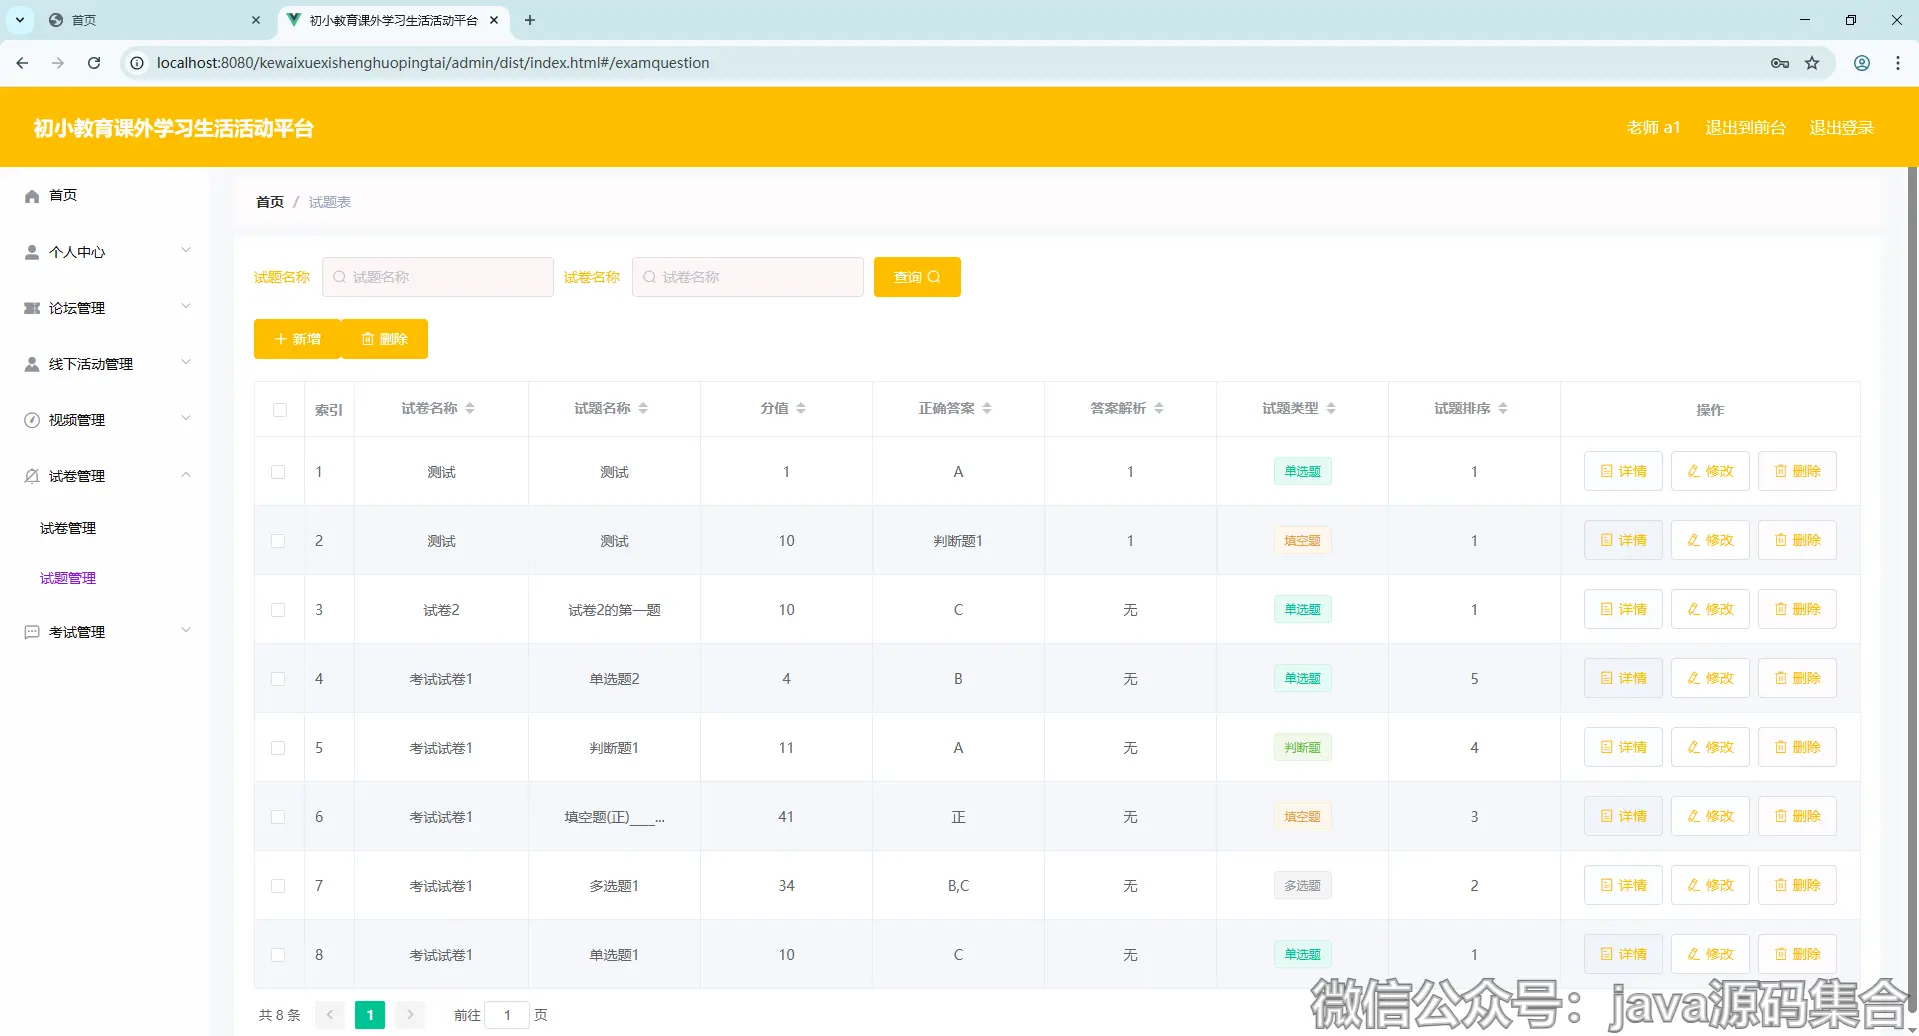 首页
初小教育课外学习生活活动平台
localhost:8080/kewaixuexishenghuopingtai/admin/dist/index.html#/examquestion
初小教育课外学习生活活动平台
老师 a1 退出到前台 退出登录
首页
个人中心
论坛管理
线下活动管理
视频管理
试卷管理
试卷管理
试题管理
考试管理
首页 / 试题表
试题名称 试题名称 试卷名称 试卷名称 查询
新增 删除
索引 试卷名称 试题名称 分值 正确答案 答案解析 试题类型 试题排序 操作
1 测试 测试 1 A 1 单选题 1 详情 修改 删除
2 测试 测试 10 判断题1 1 填空题 1 详情 修改 删除
3 试卷2 试卷2的第一题 10 C 无 单选题 1 详情 修改 删除
4 考试试卷1 单选题2 4 B 无 单选题 5 详情 修改 删除
5 考试试卷1 判断题1 11 A 无 判断题 4 详情 修改 删除
6 考试试卷1 填空题(正)____... 41 正 无 填空题 3 详情 修改 删除
7 考试试卷1 多选题1 34 B,C 无 多选题 2 详情 修改 删除
8 考试试卷1 单选题1 10 C 无 单选题 1 详情 修改 删除
共 8 条 1 前往 1 页
微信公众号：java源码集合